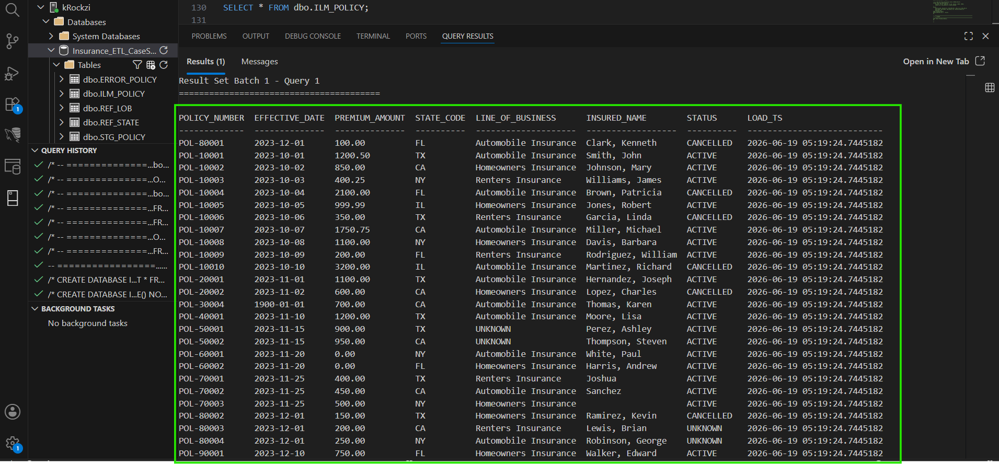 kRockzi
Databases
System Databases
Insurance_ETL_CaseS...
Tables
dbo.ERROR_POLICY
dbo.ILM_POLICY
dbo.REF_LOB
dbo.REF_STATE
dbo.STG_POLICY
QUERY HISTORY
/* -- ==============...bo...
/* -- ==============...O...
/* -- ==============...bo...
/* -- ==============...FR...
/* -- ==============...FR...
/* -- ==============...O...
/* -- ==============...FR...
-- =================......
/* CREATE DATABASE I...T * FR...
/* CREATE DATABASE I...E() NO...
BACKGROUND TASKS
No background tasks
1
1
130 SELECT * FROM dbo.ILM_POLICY;
131
PROBLEMS OUTPUT DEBUG CONSOLE TERMINAL PORTS QUERY RESULTS
Results (1) Messages
Open in New Tab
Result Set Batch 1 - Query 1
========================================
POLICY_NUMBER EFFECTIVE_DATE PREMIUM_AMOUNT STATE_CODE LINE_OF_BUSINESS INSURED_NAME STATUS LOAD_TS
------------- -------------- -------------- ---------- -------------------- ------------------ ---------- ---------------------------
POL-80001 2023-12-01 100.00 FL Automobile Insurance Clark, Kenneth CANCELLED 2026-06-19 05:19:24.7445182
POL-10001 2023-10-01 1200.50 TX Automobile Insurance Smith, John ACTIVE 2026-06-19 05:19:24.7445182
POL-10002 2023-10-02 850.00 CA Homeowners Insurance Johnson, Mary ACTIVE 2026-06-19 05:19:24.7445182
POL-10003 2023-10-03 400.25 NY Renters Insurance Williams, James ACTIVE 2026-06-19 05:19:24.7445182
POL-10004 2023-10-04 2100.00 FL Automobile Insurance Brown, Patricia CANCELLED 2026-06-19 05:19:24.7445182
POL-10005 2023-10-05 999.99 IL Homeowners Insurance Jones, Robert ACTIVE 2026-06-19 05:19:24.7445182
POL-10006 2023-10-06 350.00 TX Renters Insurance Garcia, Linda CANCELLED 2026-06-19 05:19:24.7445182
POL-10007 2023-10-07 1750.75 CA Automobile Insurance Miller, Michael ACTIVE 2026-06-19 05:19:24.7445182
POL-10008 2023-10-08 1100.00 NY Homeowners Insurance Davis, Barbara ACTIVE 2026-06-19 05:19:24.7445182
POL-10009 2023-10-09 200.00 FL Renters Insurance Rodriguez, William ACTIVE 2026-06-19 05:19:24.7445182
POL-10010 2023-10-10 3200.00 IL Homeowners Insurance Martinez, Richard CANCELLED 2026-06-19 05:19:24.7445182
POL-20001 2023-11-01 1100.00 TX Automobile Insurance Hernandez, Joseph ACTIVE 2026-06-19 05:19:24.7445182
POL-20002 2023-11-02 600.00 CA Homeowners Insurance Lopez, Charles CANCELLED 2026-06-19 05:19:24.7445182
POL-30004 1900-01-01 700.00 CA Automobile Insurance Thomas, Karen ACTIVE 2026-06-19 05:19:24.7445182
POL-40001 2023-11-10 1200.00 TX Automobile Insurance Moore, Lisa ACTIVE 2026-06-19 05:19:24.7445182
POL-50001 2023-11-15 900.00 TX UNKNOWN Perez, Ashley ACTIVE 2026-06-19 05:19:24.7445182
POL-50002 2023-11-15 950.00 CA UNKNOWN Thompson, Steven ACTIVE 2026-06-19 05:19:24.7445182
POL-60001 2023-11-20 0.00 NY Automobile Insurance White, Paul ACTIVE 2026-06-19 05:19:24.7445182
POL-60002 2023-11-20 0.00 FL Homeowners Insurance Harris, Andrew ACTIVE 2026-06-19 05:19:24.7445182
POL-70001 2023-11-25 400.00 TX Renters Insurance Joshua ACTIVE 2026-06-19 05:19:24.7445182
POL-70002 2023-11-25 450.00 CA Automobile Insurance Sanchez ACTIVE 2026-06-19 05:19:24.7445182
POL-70003 2023-11-25 500.00 NY Homeowners Insurance ACTIVE 2026-06-19 05:19:24.7445182
POL-80002 2023-12-01 150.00 TX Homeowners Insurance Ramirez, Kevin CANCELLED 2026-06-19 05:19:24.7445182
POL-80003 2023-12-01 200.00 CA Renters Insurance Lewis, Brian UNKNOWN 2026-06-19 05:19:24.7445182
POL-80004 2023-12-01 250.00 NY Automobile Insurance Robinson, George UNKNOWN 2026-06-19 05:19:24.7445182
POL-90001 2023-12-10 750.00 FL Homeowners Insurance Walker, Edward ACTIVE 2026-06-19 05:19:24.7445182